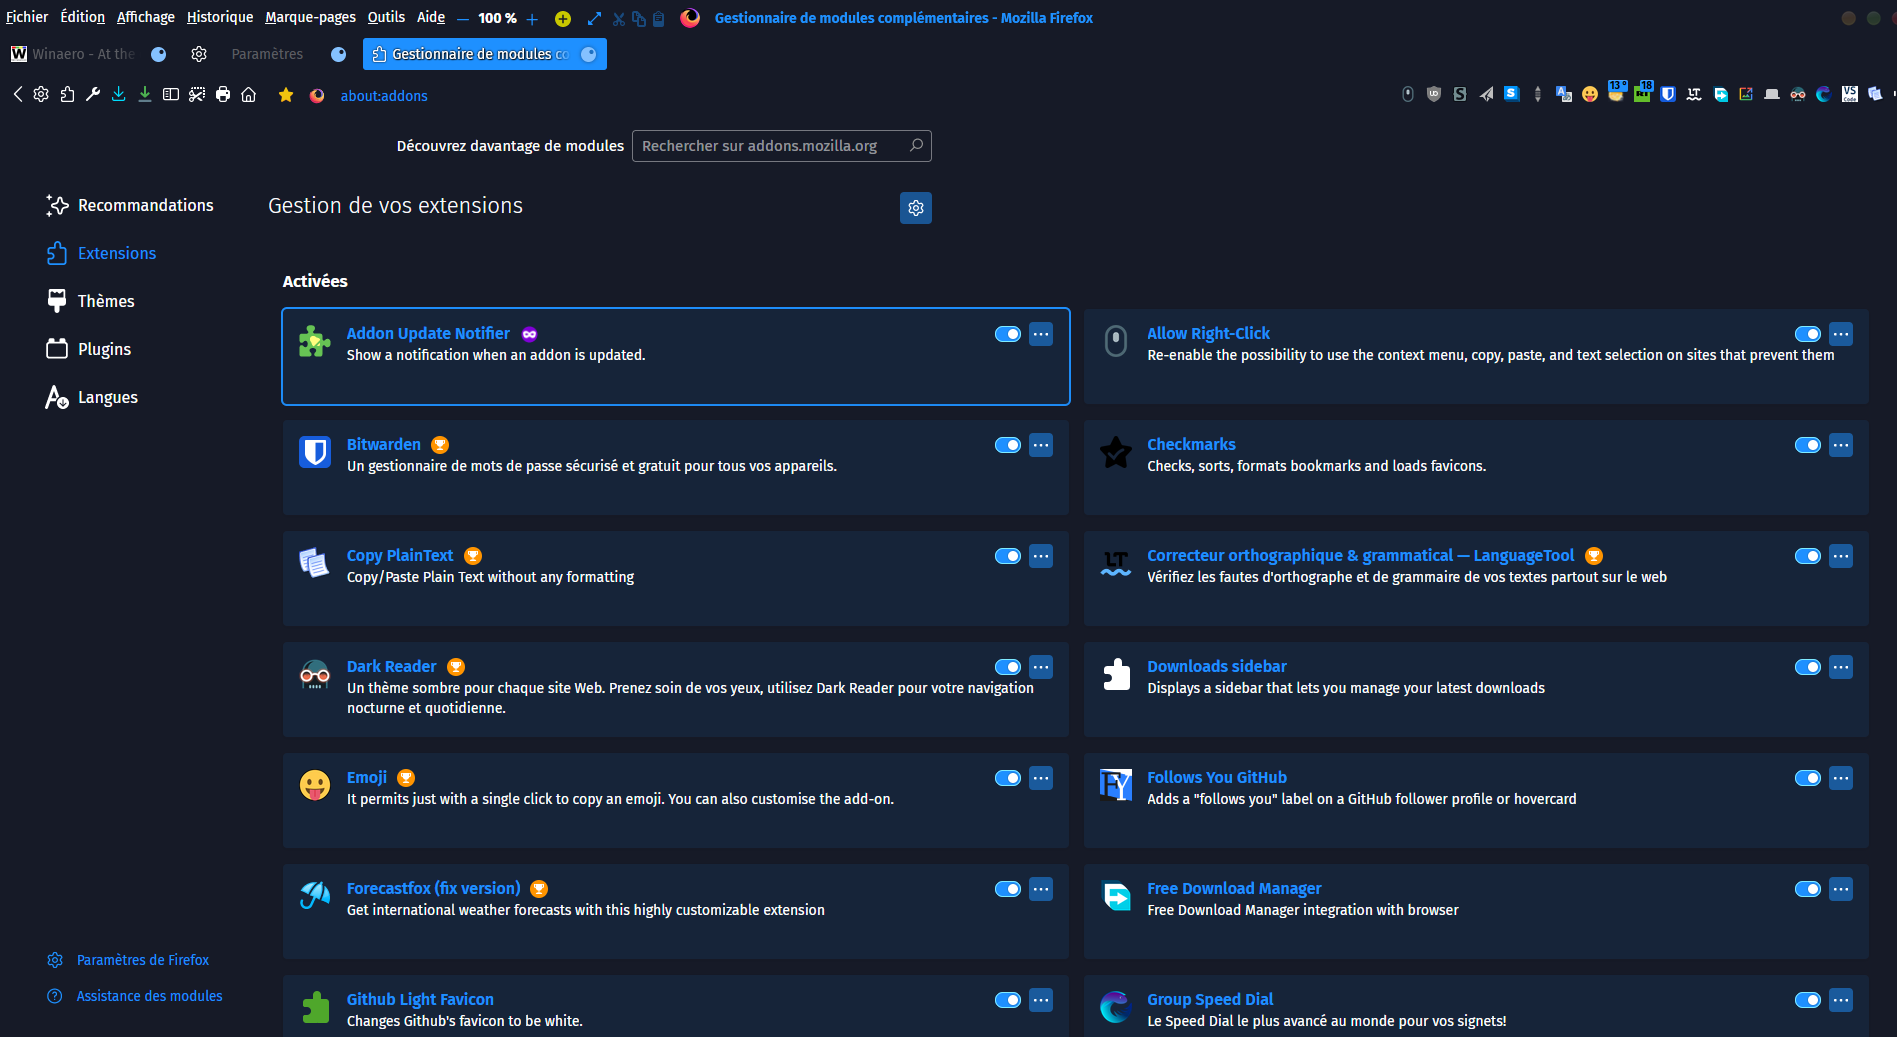 Fichier Édition Affichage Historique Marque-pages Outils Aide 100 % Gestionnaire de modules complémentaires - Mozilla Firefox
Winaero - At the Paramètres Gestionnaire de modules co
about:addons 13° 18
Découvrez davantage de modules Rechercher sur addons.mozilla.org
Recommandations
Gestion de vos extensions
Extensions
Thèmes
Plugins
Langues
Activées
Addon Update Notifier
Show a notification when an addon is updated.
Allow Right-Click
Re-enable the possibility to use the context menu, copy, paste, and text selection on sites that prevent them
Bitwarden
Un gestionnaire de mots de passe sécurisé et gratuit pour tous vos appareils.
Checkmarks
Checks, sorts, formats bookmarks and loads favicons.
Copy PlainText
Copy/Paste Plain Text without any formatting
Correcteur orthographique & grammatical — LanguageTool
Vérifiez les fautes d'orthographe et de grammaire de vos textes partout sur le web
Dark Reader
Un thème sombre pour chaque site Web. Prenez soin de vos yeux, utilisez Dark Reader pour votre navigation
nocturne et quotidienne.
Downloads sidebar
Displays a sidebar that lets you manage your latest downloads
Emoji
It permits just with a single click to copy an emoji. You can also customise the add-on.
Follows You GitHub
Adds a "follows you" label on a GitHub follower profile or hovercard
Forecastfox (fix version)
Get international weather forecasts with this highly customizable extension
Free Download Manager
Free Download Manager integration with browser
Github Light Favicon
Changes Github's favicon to be white.
Group Speed Dial
Le Speed Dial le plus avancé au monde pour vos signets!
Paramètres de Firefox
Assistance des modules